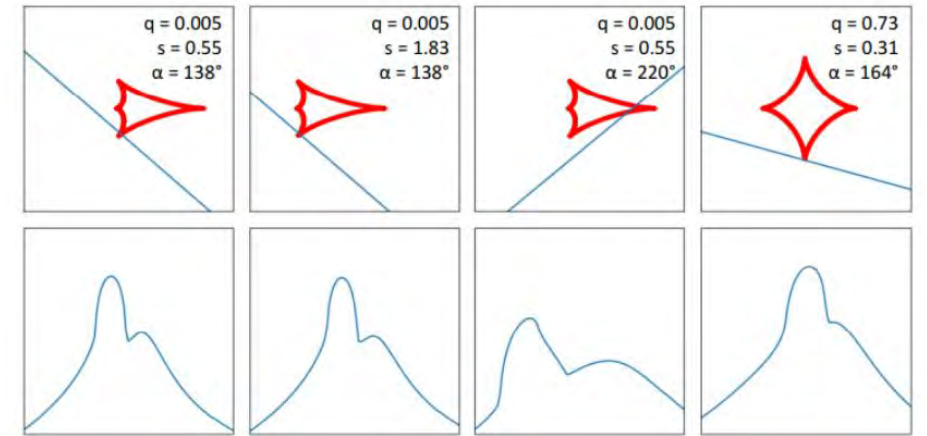 q = 0.005
s = 0.55
α = 138°
q = 0.005
s = 1.83
α = 138°
q = 0.005
s = 0.55
α = 220°
q = 0.73
s = 0.31
α = 164°